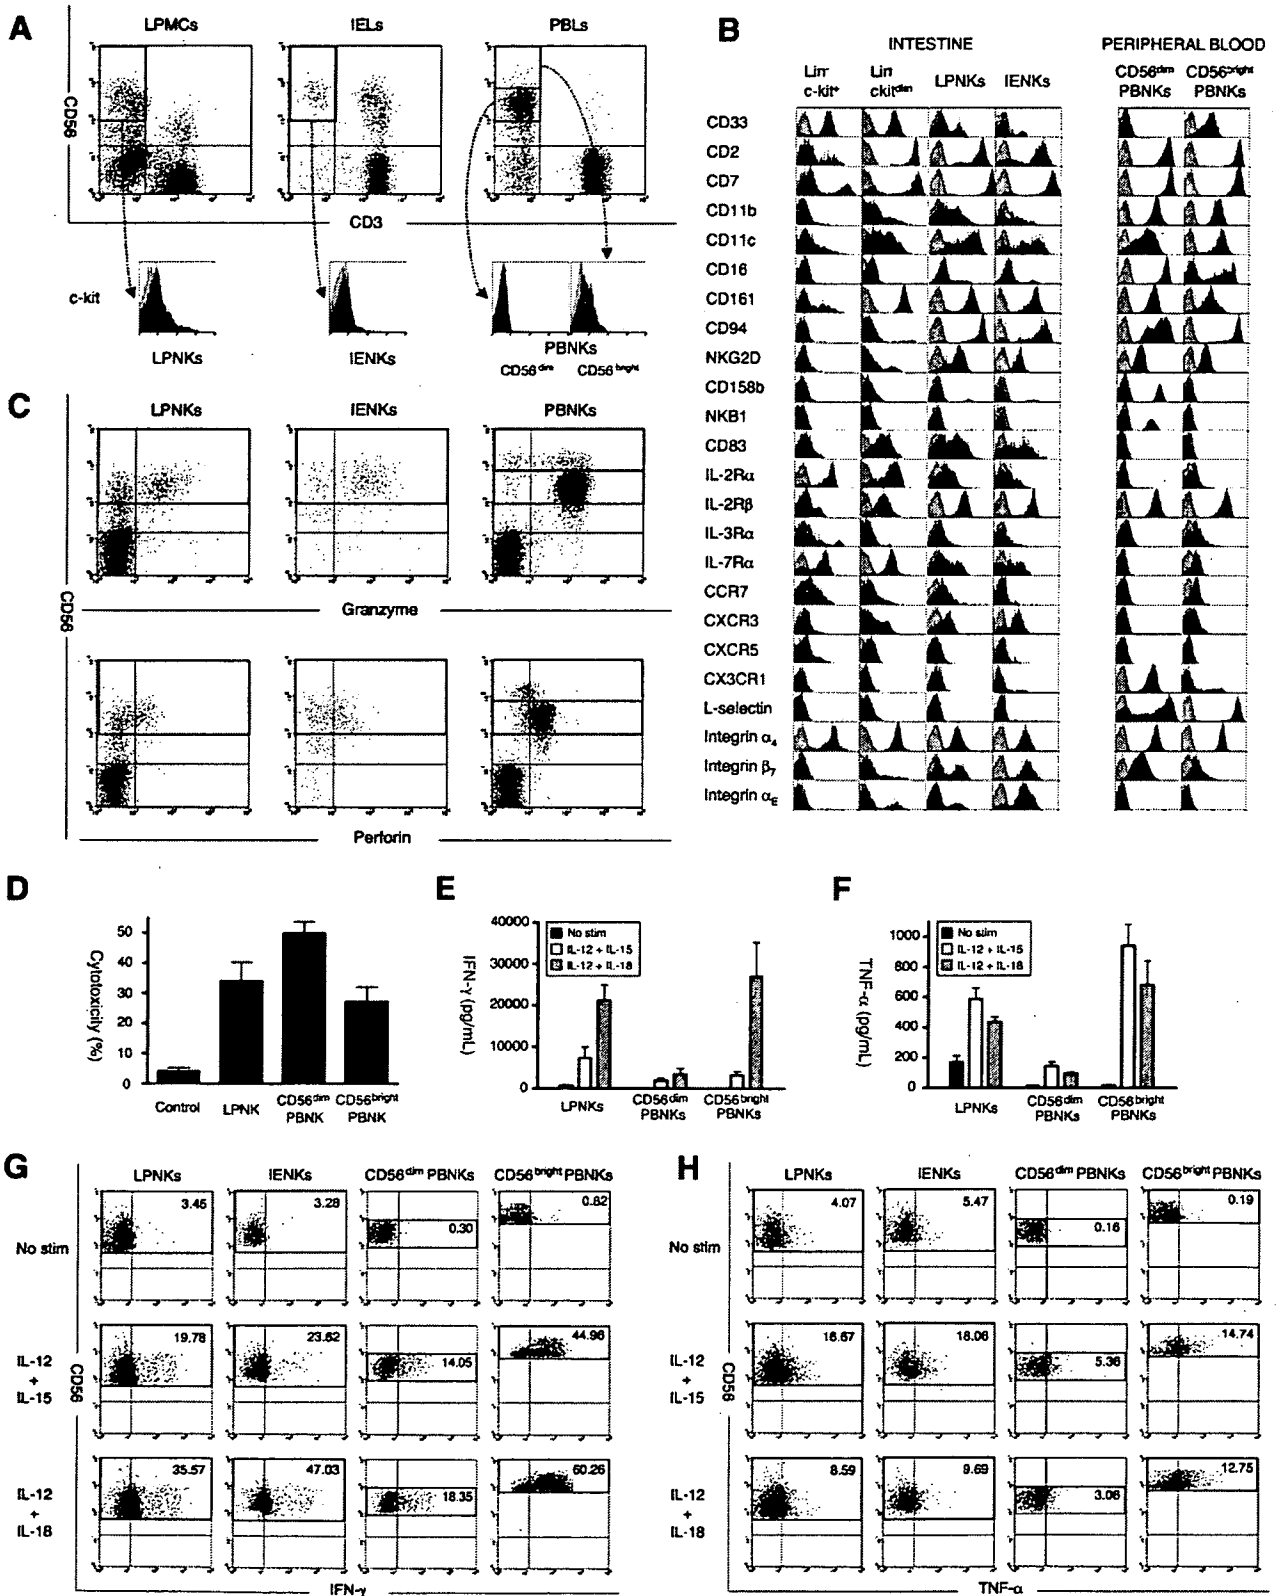 A
LPMCs IELs PBLs
CD56
CD3
c-kit
LPNKs IENKs PBNKs
CD56dim CD56bright
B
INTESTINE PERIPHERAL BLOOD
Lin- c-kit+ Lin- ckitdim LPNKs IENKs CD56dim PBNKs CD56bright PBNKs
CD33
CD2
CD7
CD11b
CD11c
CD16
CD161
CD94
NKG2D
CD158b
NKB1
CD83
IL-2Rα
IL-2Rβ
IL-3Rα
IL-7Rα
CCR7
CXCR3
CXCR5
CX3CR1
L-selectin
Integrin α4
Integrin β7
Integrin αE
C
LPNKs IENKs PBNKs
CD56
Granzyme
Perforin
D
Cytotoxicity (%)
50
40
30
20
10
0
Control LPNK CD56dim PBNK CD56bright PBNK
E
IFN-γ (pg/mL)
40000
30000
20000
10000
0
No stim
IL-12 + IL-15
IL-12 + IL-18
LPNKs CD56dim PBNKs CD56bright PBNKs
F
TNF-α (pg/mL)
1000
800
600
400
200
0
No stim
IL-12 + IL-15
IL-12 + IL-18
LPNKs CD56dim PBNKs CD56bright PBNKs
G
LPNKs IENKs CD56dim PBNKs CD56bright PBNKs
No stim 3.45 3.28 0.30 0.82
IL-12 + IL-15 19.78 23.62 14.05 44.96
IL-12 + IL-18 35.57 47.03 18.35 60.26
CD56
IFN-γ
H
LPNKs IENKs CD56dim PBNKs CD56bright PBNKs
No stim 4.07 5.47 0.16 0.19
IL-12 + IL-15 16.67 18.06 5.36 14.74
IL-12 + IL-18 8.59 9.69 3.06 12.75
CD56
TNF-α